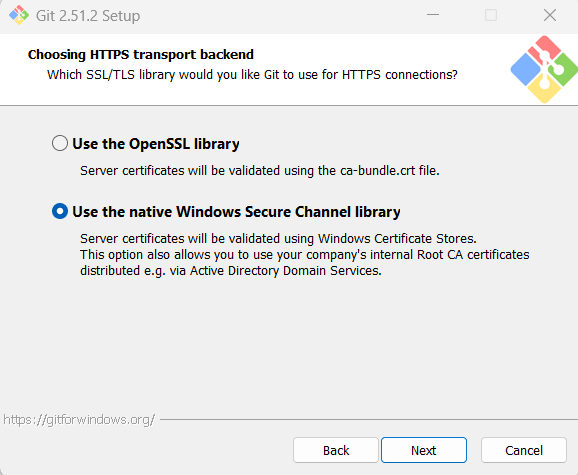 Git 2.51.2 Setup
Choosing HTTPS transport backend
Which SSL/TLS library would you like Git to use for HTTPS connections?
Use the OpenSSL library
Server certificates will be validated using the ca-bundle.crt file.
Use the native Windows Secure Channel library
Server certificates will be validated using Windows Certificate Stores.
This option also allows you to use your company's internal Root CA certificates
distributed e.g. via Active Directory Domain Services.
https://gitforwindows.org/
Back Next Cancel